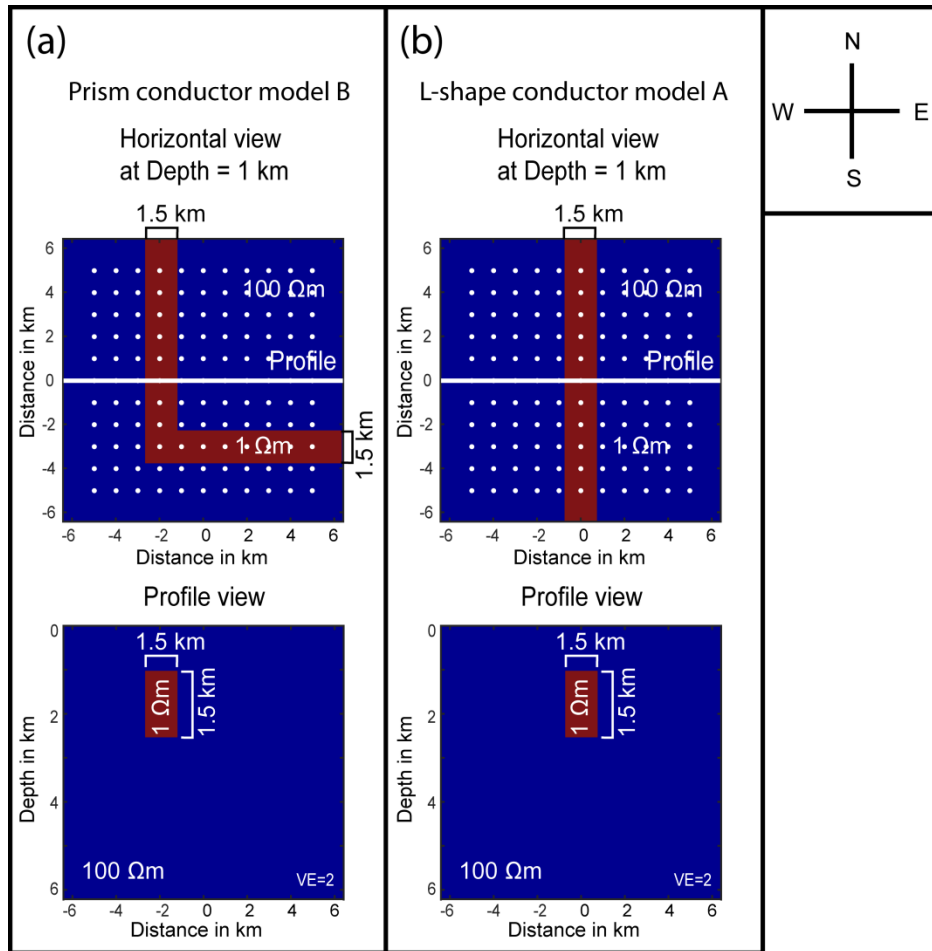 (a)
Prism conductor model B
Horizontal view
at Depth = 1 km
1.5 km
6
4
2
0
-2
-4
-6
Distance in km
100 Ωm
Profile
1 Ωm
1.5 km
-6 -4 -2 0 2 4 6
Distance in km
Profile view
0
2
4
6
Depth in km
1.5 km
1 Ωm
1.5 km
100 Ωm
VE=2
-6 -4 -2 0 2 4 6
Distance in km
(b)
L-shape conductor model A
Horizontal view
at Depth = 1 km
1.5 km
6
4
2
0
-2
-4
-6
Distance in km
100 Ωm
Profile
1 Ωm
-6 -4 -2 0 2 4 6
Distance in km
Profile view
0
2
4
6
Depth in km
1.5 km
1 Ωm
1.5 km
100 Ωm
VE=2
-6 -4 -2 0 2 4 6
Distance in km
N
W E
S